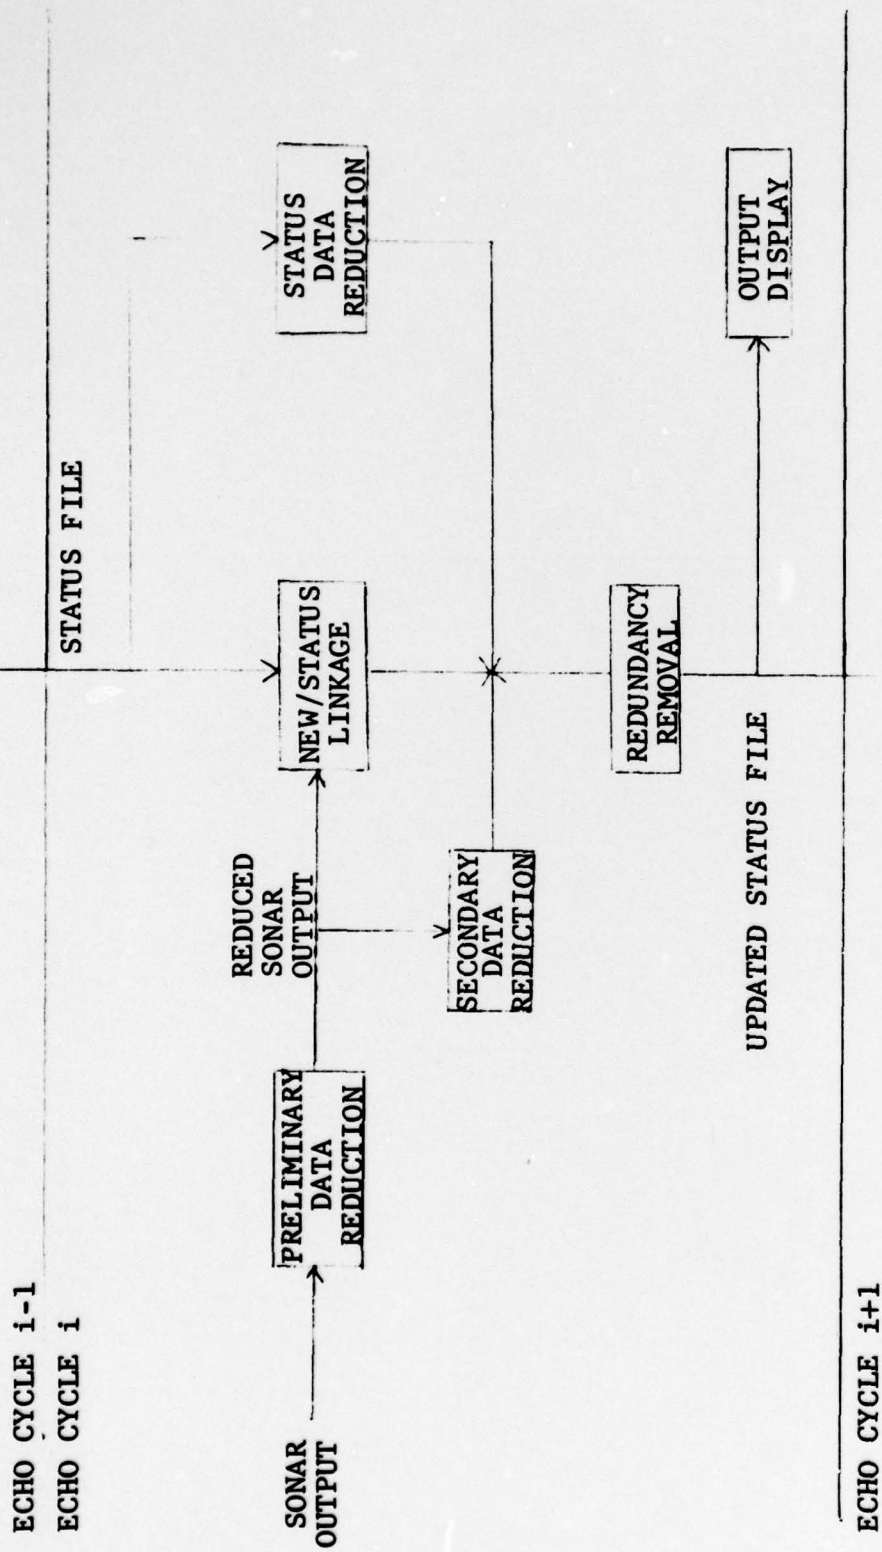 ECHO CYCLE i-1
ECHO CYCLE i
STATUS FILE
SONAR
OUTPUT
PRELIMINARY
DATA
REDUCTION
REDUCED
SONAR
OUTPUT
NEW/STATUS
LINKAGE
STATUS
DATA
REDUCTION
SECONDARY
DATA
REDUCTION
REDUNDANCY
REMOVAL
UPDATED STATUS FILE
OUTPUT
DISPLAY
ECHO CYCLE i+1